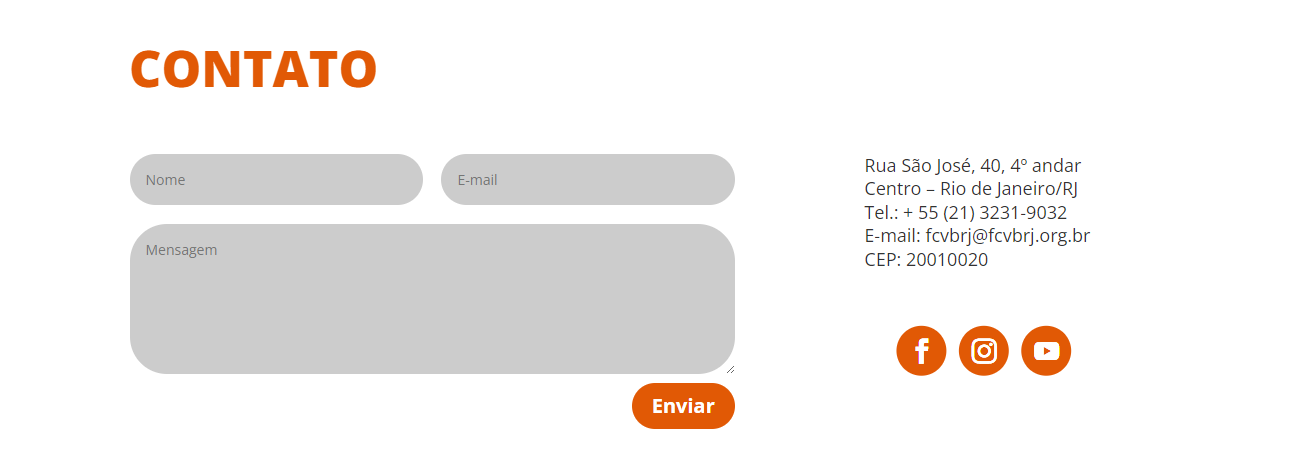 CONTATO
Nome
E-mail
Mensagem
Enviar
Rua São José, 40, 4º andar
Centro – Rio de Janeiro/RJ
Tel.: + 55 (21) 3231-9032
E-mail: fcvbrj@fcvbrj.org.br
CEP: 20010020